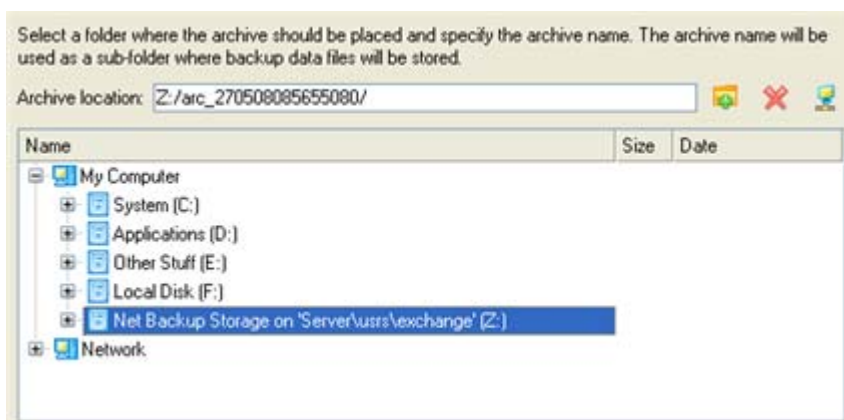 Select a folder where the archive should be placed and specify the archive name. The archive name will be
used as a sub-folder where backup data files will be stored.
Archive location: Z:/arc_270508085655080/
Name Size Date
My Computer
System (C:)
Applications (D:)
Other Stuff (E:)
Local Disk (F:)
Net Backup Storage on 'Server\usrs\exchange' (Z:)
Network